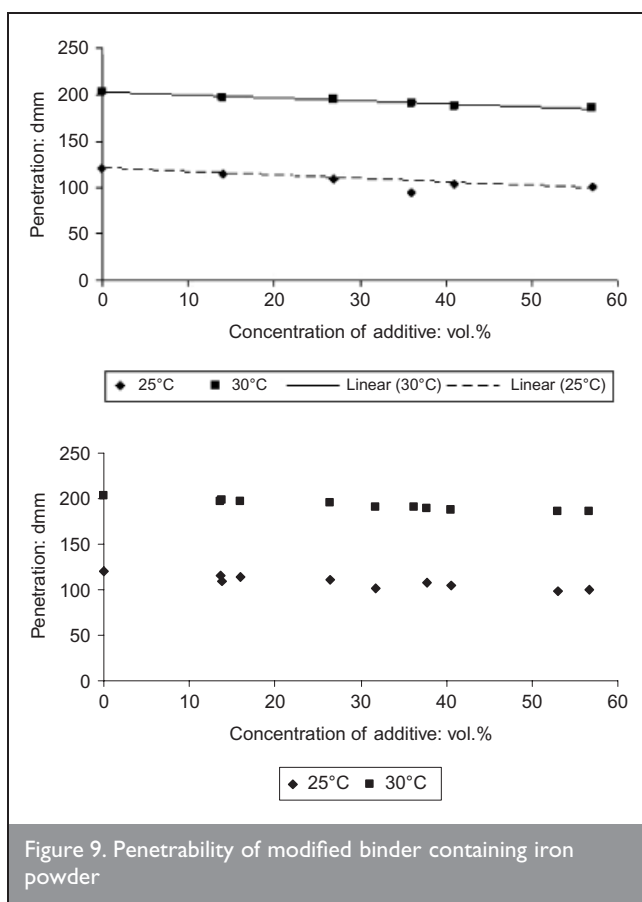 250
200
150
100
50
0
Penetration: dmm
0 10 20 30 40 50 60
Concentration of additive: vol.%
25°C 30°C Linear (30°C) Linear (25°C)
250
200
150
100
50
0
Penetration: dmm
0 10 20 30 40 50 60
Concentration of additive: vol.%
25°C 30°C
Figure 9. Penetrability of modified binder containing iron
powder